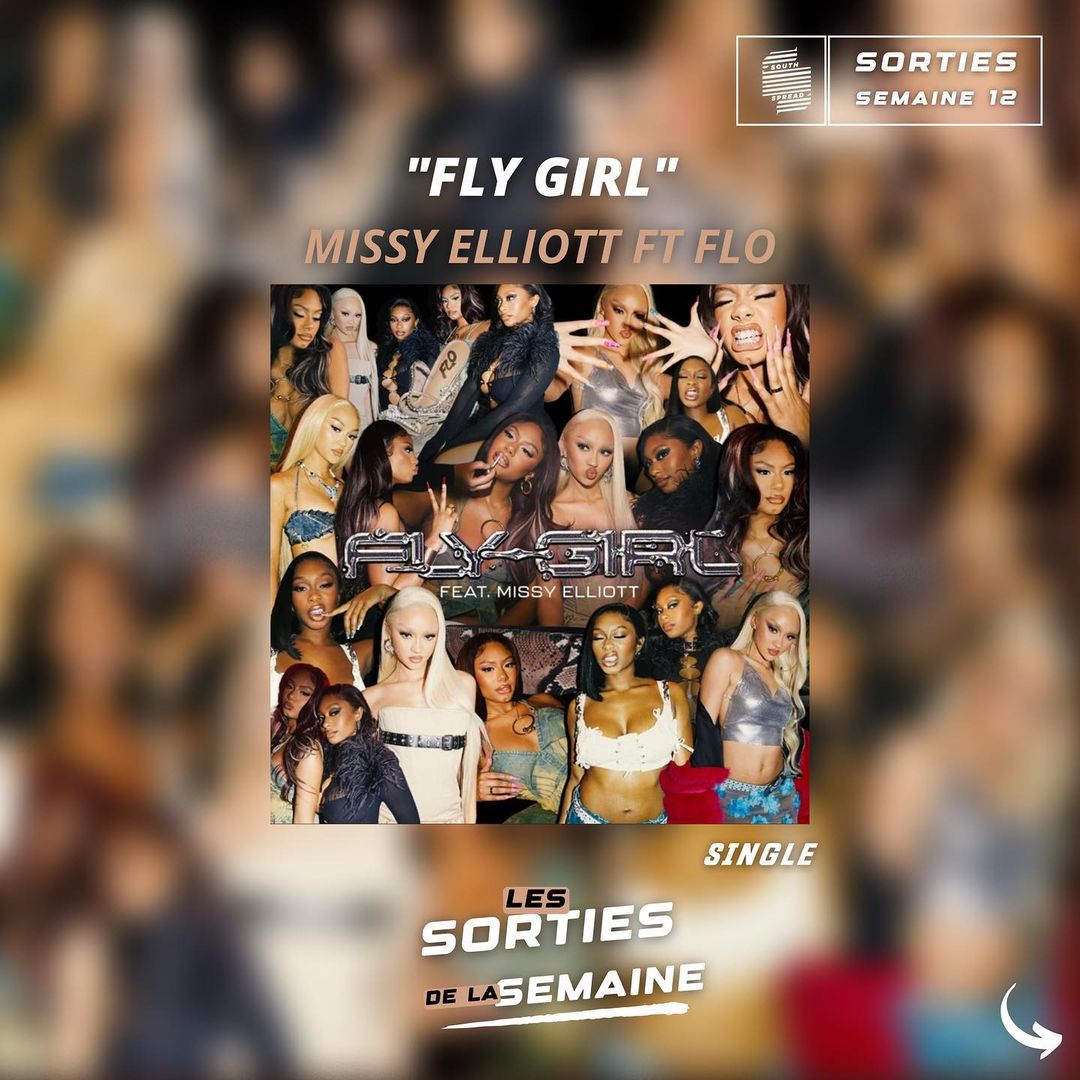 SOUTH
SPREAD
SORTIES
SEMAINE 12
"FLY GIRL"
MISSY ELLIOTT FT FLO
FLO
FLY GIRL
FEAT. MISSY ELLIOTT
SINGLE
LES
SORTIES
DE LA SEMAINE